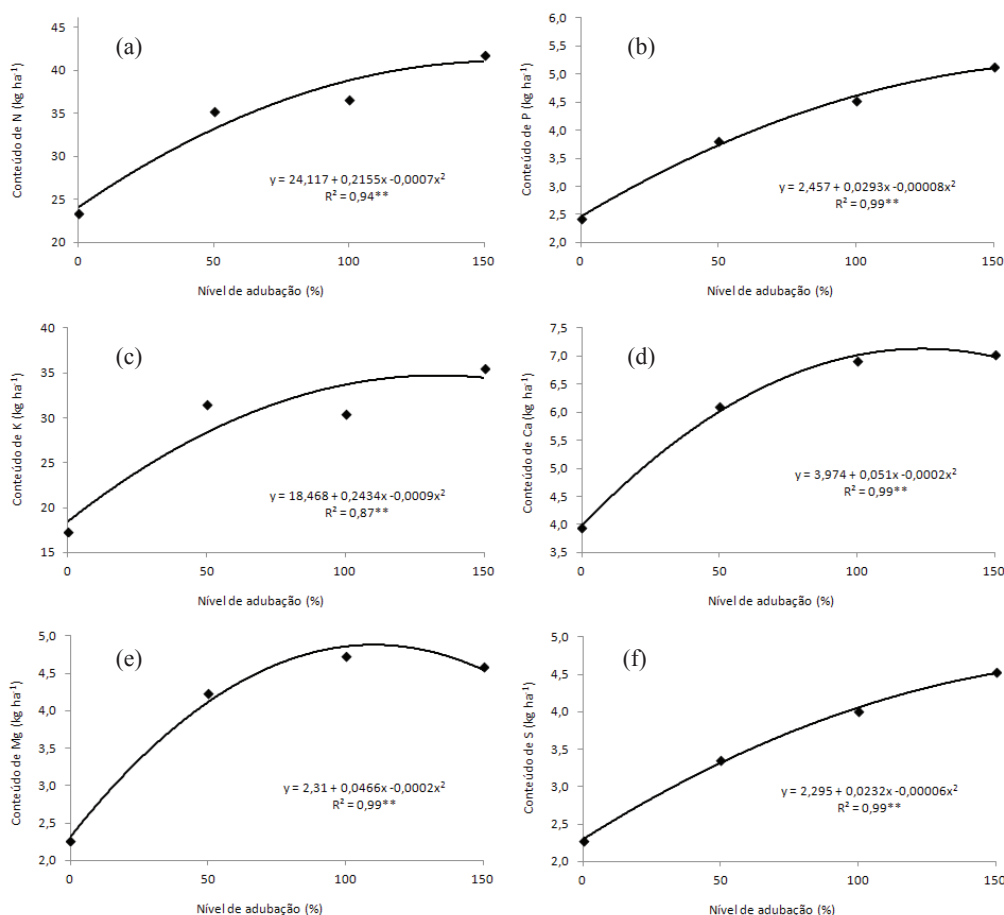 (a)
Conteúdo de N (kg ha⁻¹)
45
40
35
30
25
20
y = 24,117 + 0,2155x -0,0007x²
R² = 0,94**
0 50 100 150
Nível de adubação (%)
(b)
Conteúdo de P (kg ha⁻¹)
6,0
5,5
5,0
4,5
4,0
3,5
3,0
2,5
2,0
y = 2,457 + 0,0293x -0,00008x²
R² = 0,99**
0 50 100 150
Nível de adubação (%)
(c)
Conteúdo de K (kg ha⁻¹)
40
35
30
25
20
15
y = 18,468 + 0,2434x -0,0009x²
R² = 0,87**
0 50 100 150
Nível de adubação (%)
(d)
Conteúdo de Ca (kg ha⁻¹)
7,5
7,0
6,5
6,0
5,5
5,0
4,5
4,0
3,5
y = 3,974 + 0,051x -0,0002x²
R² = 0,99**
0 50 100 150
Nível de adubação (%)
(e)
Conteúdo de Mg (kg ha⁻¹)
5,0
4,5
4,0
3,5
3,0
2,5
2,0
y = 2,31 + 0,0466x -0,0002x²
R² = 0,99**
0 50 100 150
Nível de adubação (%)
(f)
Conteúdo de S (kg ha⁻¹)
5,0
4,5
4,0
3,5
3,0
2,5
2,0
y = 2,295 + 0,0232x -0,00006x²
R² = 0,99**
0 50 100 150
Nível de adubação (%)